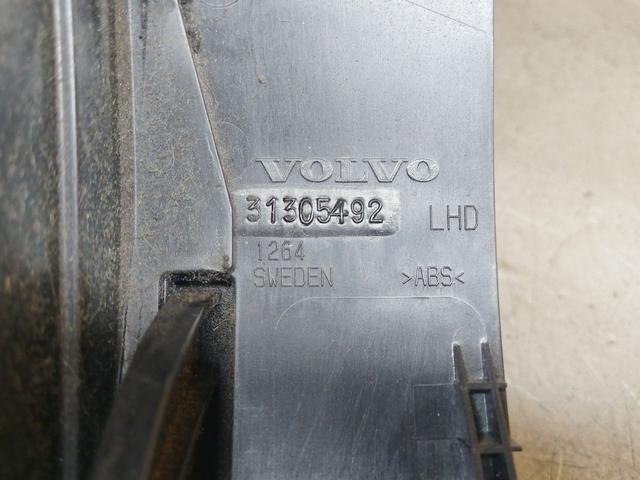 VOLVO
31305492 LHD
1264
SWEDEN >ABS<